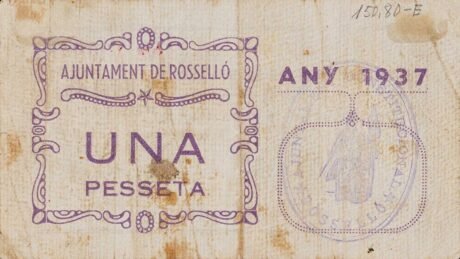 150,80-E
AJUNTAMENT DE ROSSELLÓ
ANY 1937
UNA
PESSETA